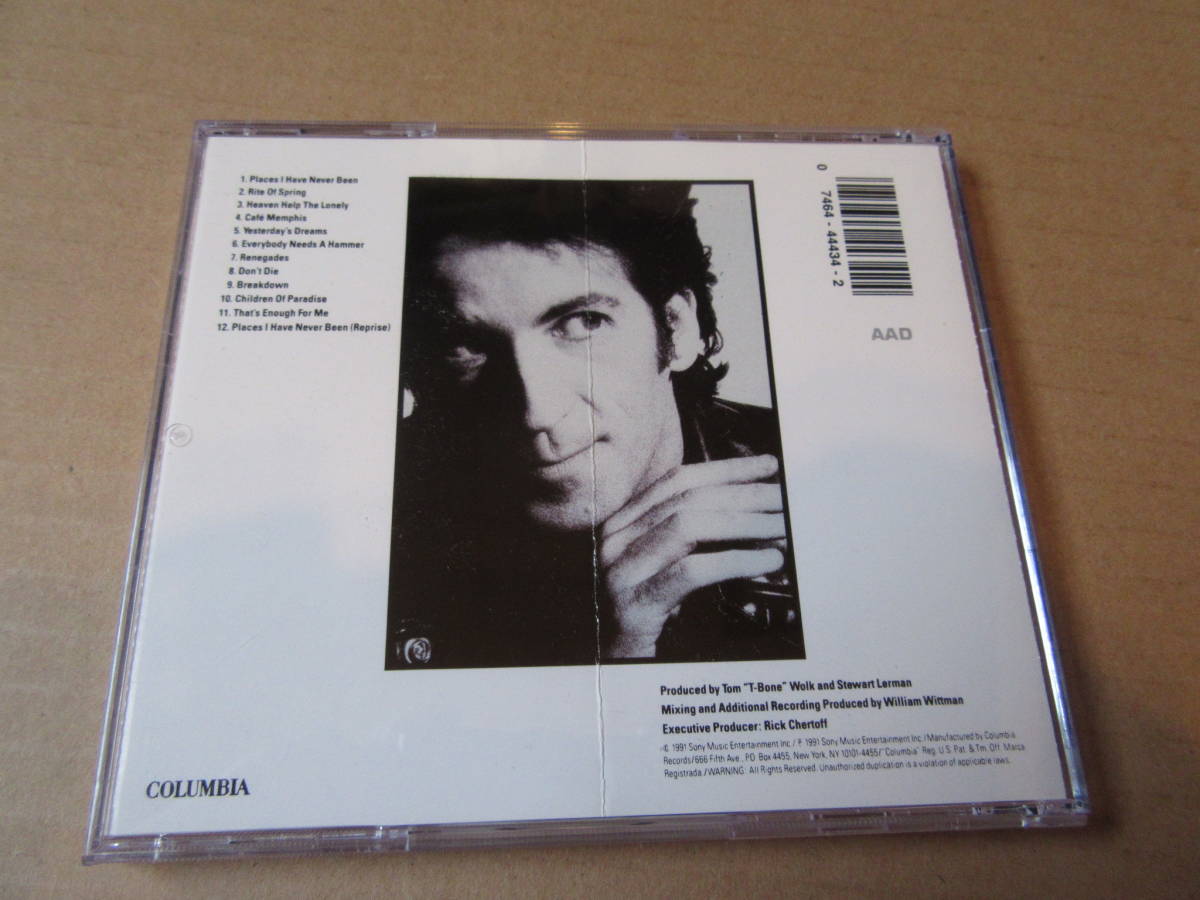 1. Places I Have Never Been
2. Rite Of Spring
3. Heaven Help The Lonely
4. Café Memphis
5. Yesterday's Dreams
6. Everybody Needs A Hammer
7. Renegades
8. Don't Die
9. Breakdown
10. Children Of Paradise
11. That's Enough For Me
12. Places I Have Never Been (Reprise)
0 7464 - 44434 - 2
AAD
Produced by Tom "T-Bone" Wolk and Stewart Lerman
Mixing and Additional Recording Produced by William Wittman
Executive Producer: Rick Chertoff
© 1991 Sony Music Entertainment Inc./℗ 1991 Sony Music Entertainment Inc./Manufactured by Columbia
Records/666 Fifth Ave., P.O. Box 4455, New York, NY 10101-4455/"Columbia" Reg. U.S. Pat. & Tm. Off. Marca
Registrada./WARNING: All Rights Reserved. Unauthorized duplication is a violation of applicable laws.
COLUMBIA